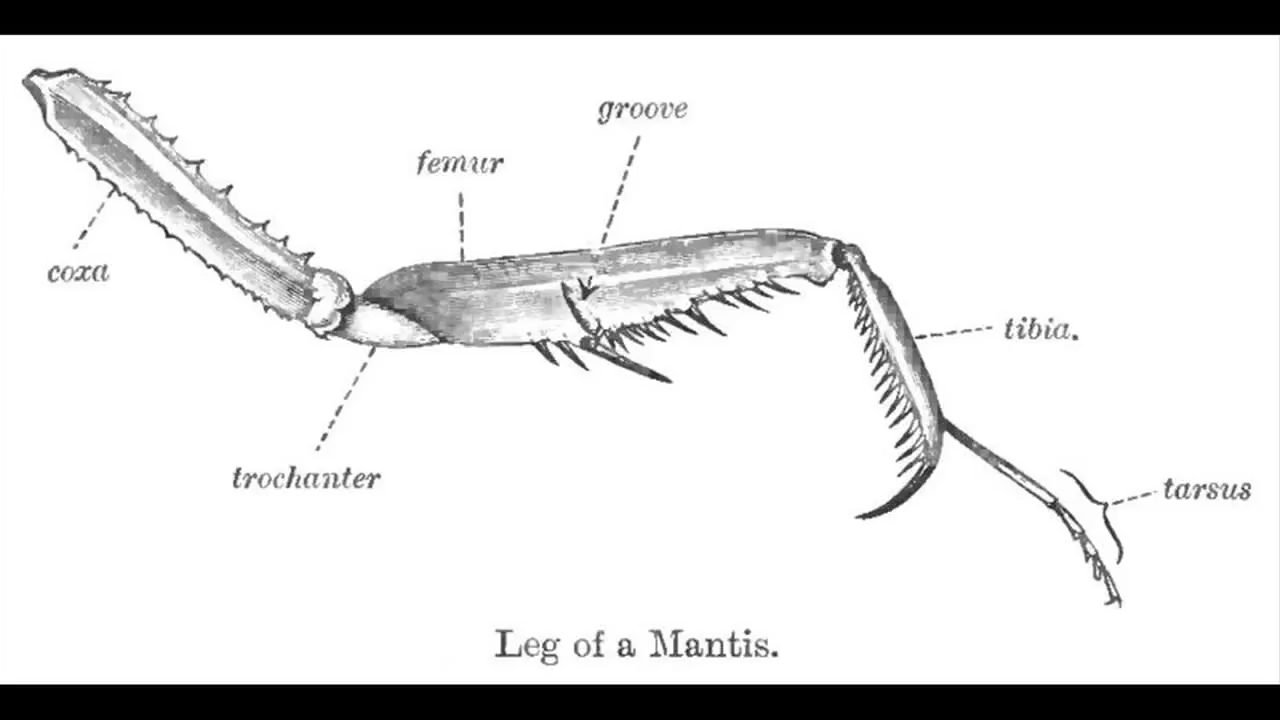 groove
femur
coxa
tibia.
trochanter
tarsus
Leg of a Mantis.